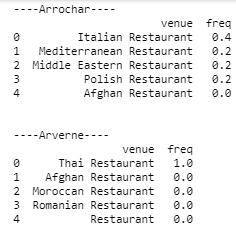 ----Arrochar----
venue freq
0 Italian Restaurant 0.4
1 Mediterranean Restaurant 0.2
2 Middle Eastern Restaurant 0.2
3 Polish Restaurant 0.2
4 Afghan Restaurant 0.0
----Arverne----
venue freq
0 Thai Restaurant 1.0
1 Afghan Restaurant 0.0
2 Moroccan Restaurant 0.0
3 Romanian Restaurant 0.0
4 Restaurant 0.0